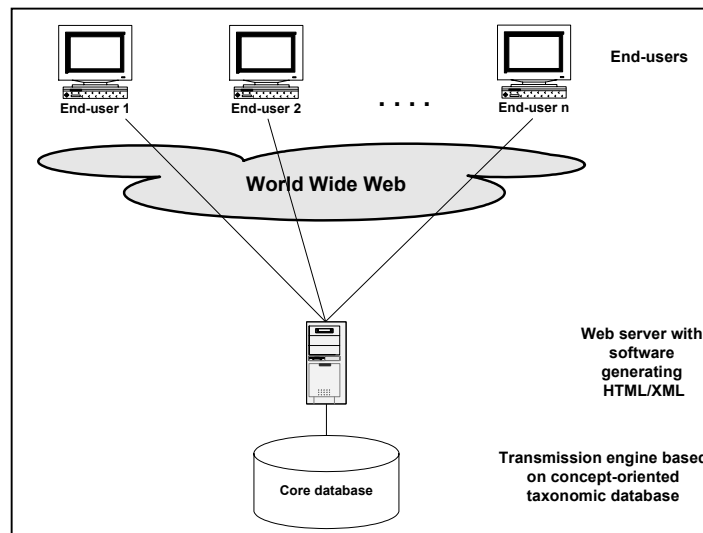 End-users
End-user 1
End-user 2
. . . .
End-user n
World Wide Web
Web server with
software
generating
HTML/XML
Transmission engine based
on concept-oriented
taxonomic database
Core database